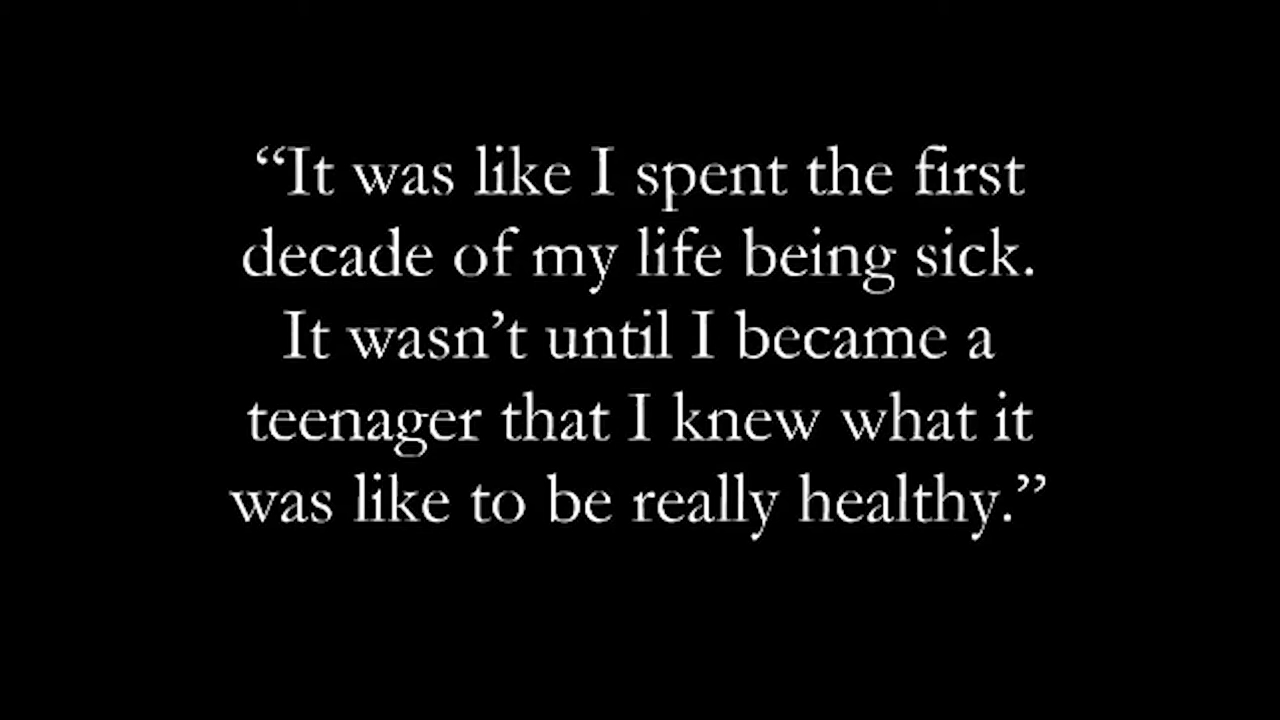 “It was like I spent the first
decade of my life being sick.
It wasn’t until I became a
teenager that I knew what it
was like to be really healthy.”